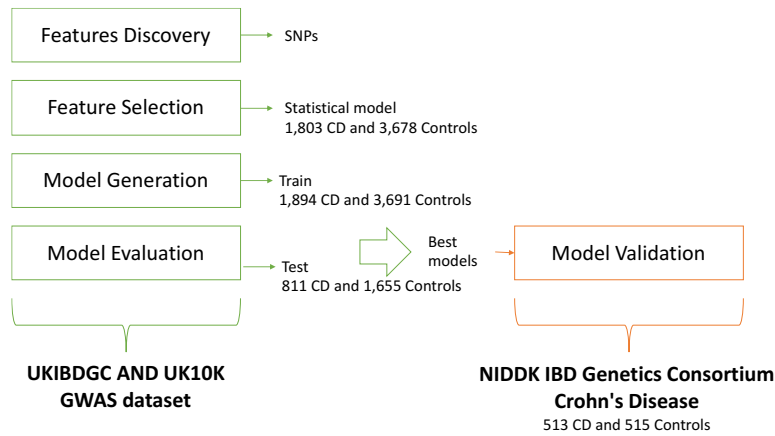 Features Discovery
SNPs
Feature Selection
Statistical model
1,803 CD and 3,678 Controls
Model Generation
Train
1,894 CD and 3,691 Controls
Model Evaluation
Test
811 CD and 1,655 Controls
Best
models
Model Validation
UKIBDGC AND UK10K
GWAS dataset
NIDDK IBD Genetics Consortium
Crohn's Disease
513 CD and 515 Controls